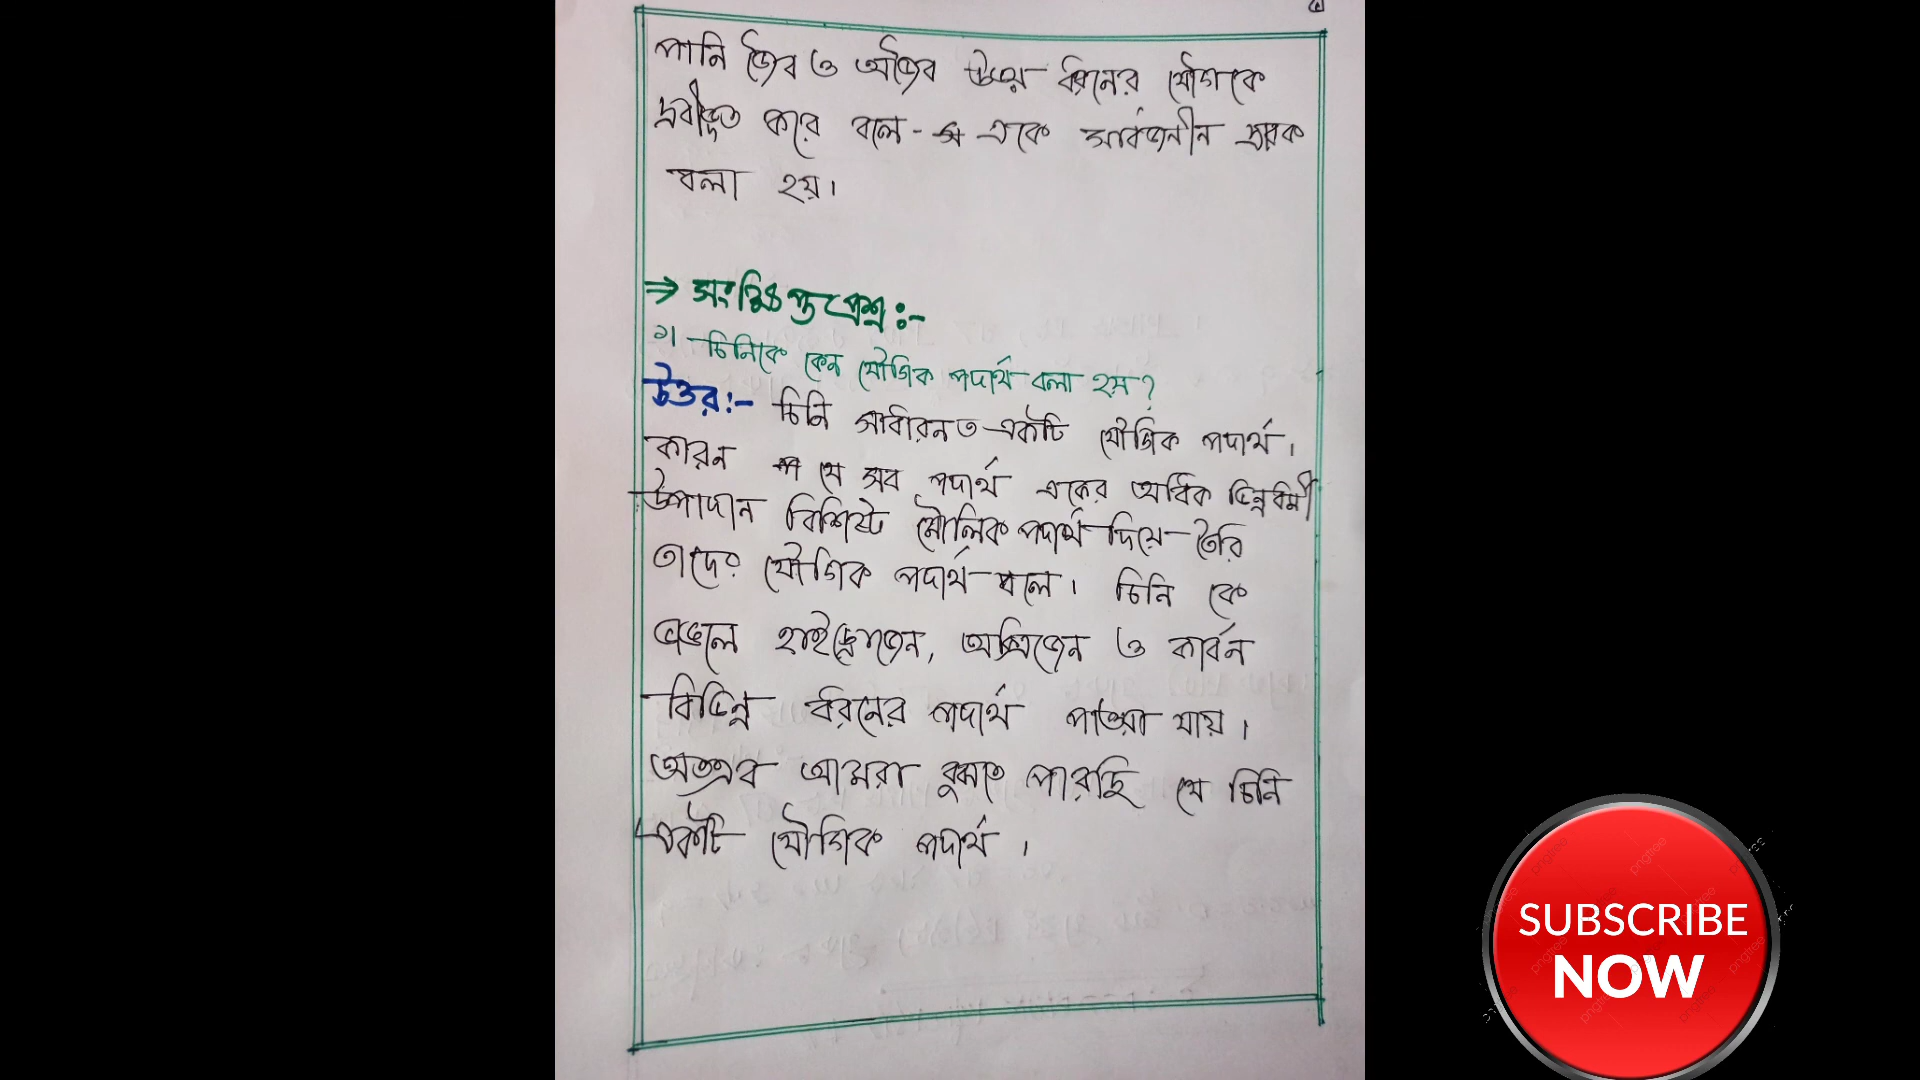 পানি জৈব ও অজৈব উভয় ধরনের যৌগকে
দ্রবীভূত করে বলে - একে সার্বজনীন দ্রাবক
বলা হয়।
⇒ সংক্ষিপ্ত প্রশ্ন :-
১। চিনিকে কেন যৌগিক পদার্থ বলা হয় ?
উত্তর :- চিনি সাধারনত একটি যৌগিক পদার্থ।
কারন যে সব পদার্থ একের অধিক ভিন্নধর্মী
উপাদান বিশিষ্ট মৌলিক পদার্থ দিয়ে তৈরি
তাদের যৌগিক পদার্থ বলে। চিনি কে
ভাঙলে হাইড্রোজেন, অক্সিজেন ও কার্বন
বিভিন্ন ধরনের পদার্থ পাওয়া যায়।
অতএব আমরা বুঝতে পারছি যে চিনি
একটি যৌগিক পদার্থ।
SUBSCRIBE
NOW